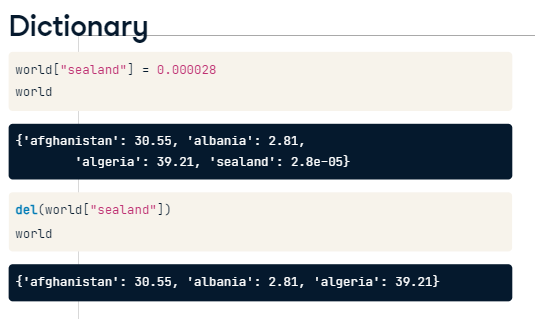 Dictionary
world["sealand"] = 0.000028
world
{'afghanistan': 30.55, 'albania': 2.81,
        'algeria': 39.21, 'sealand': 2.8e-05}
del(world["sealand"])
world
{'afghanistan': 30.55, 'albania': 2.81, 'algeria': 39.21}